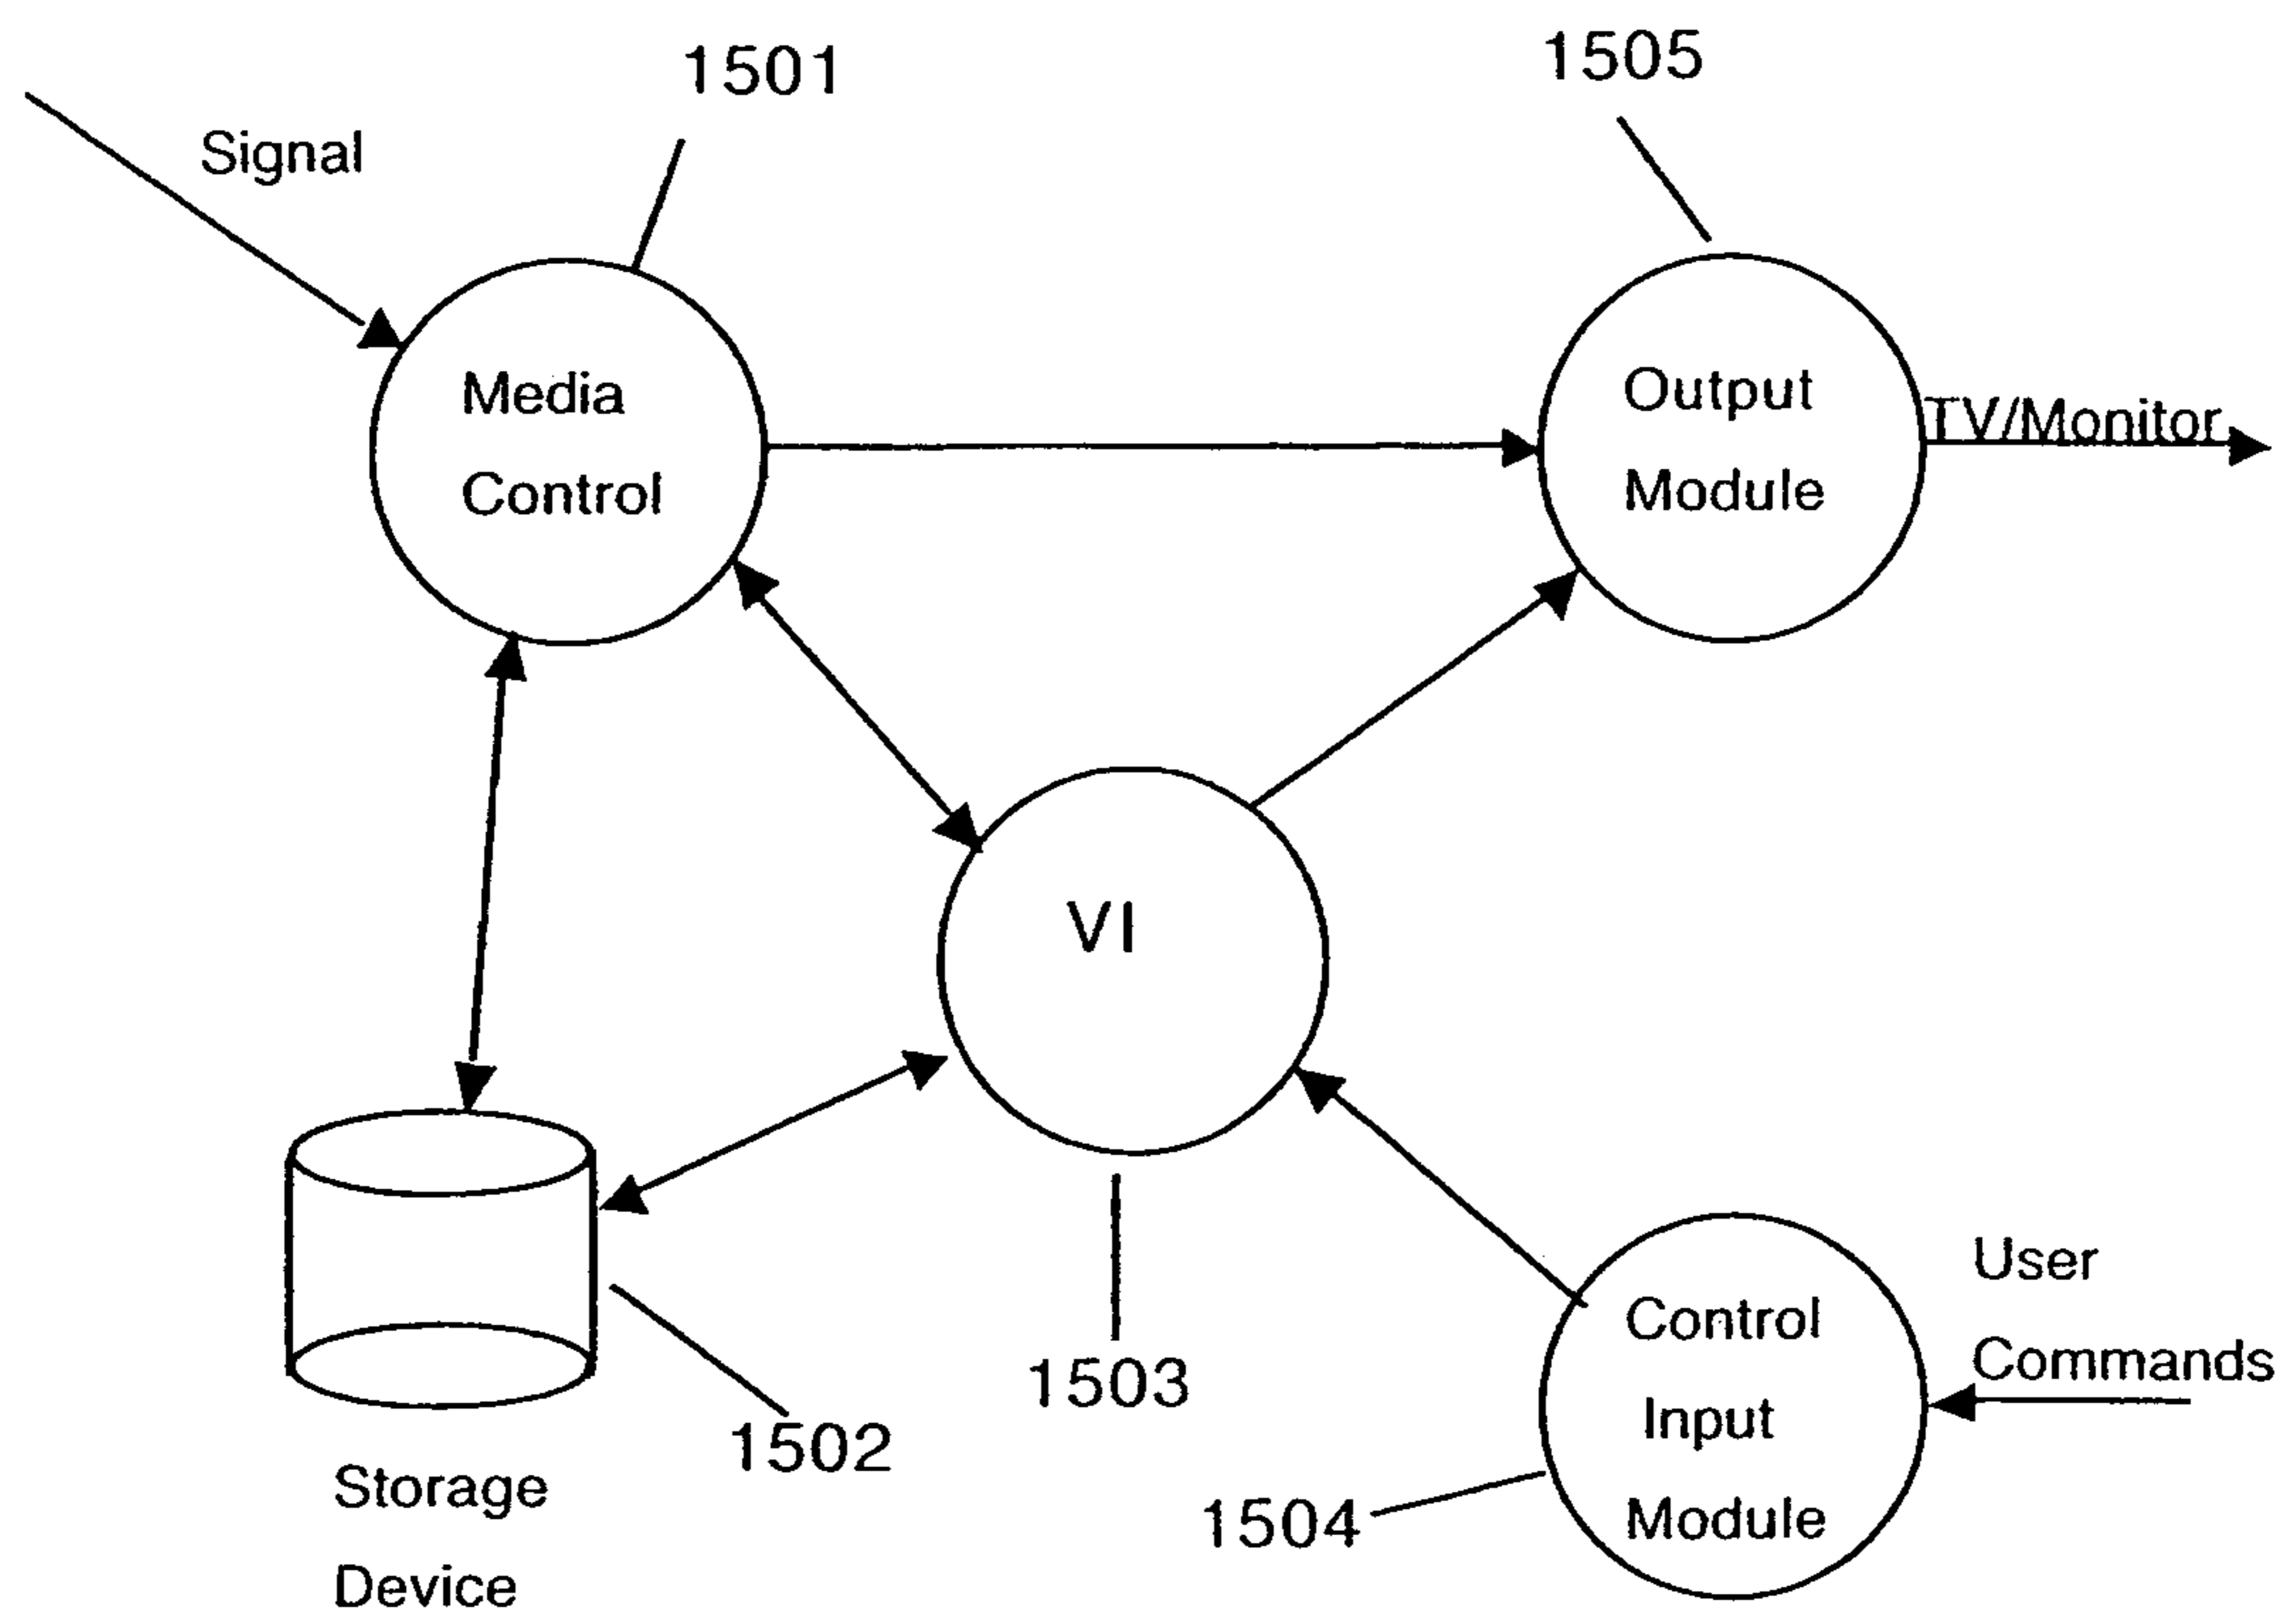 1501
1505
Signal
Media
Control
Output
Module
TV/Monitor
VI
1503
1502
Storage
Device
User
Commands
Control
Input
Module
1504